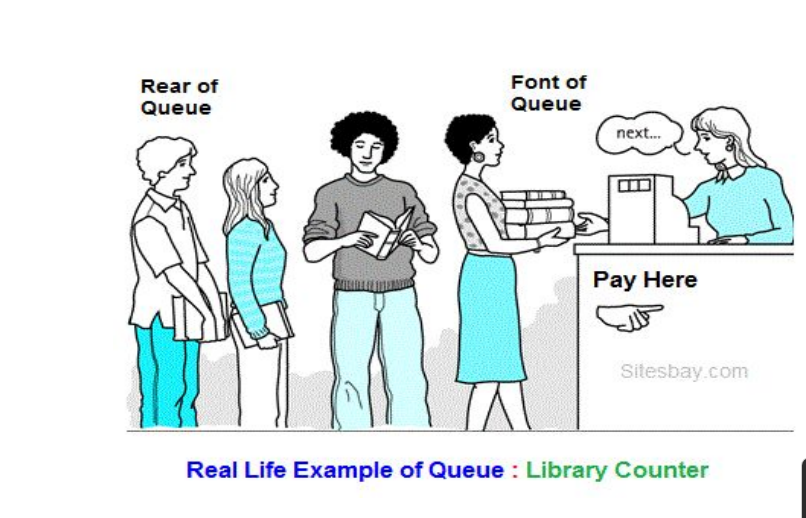 Rear of
Queue
Font of
Queue
next...
Pay Here
Sitesbay.com
Real Life Example of Queue : Library Counter